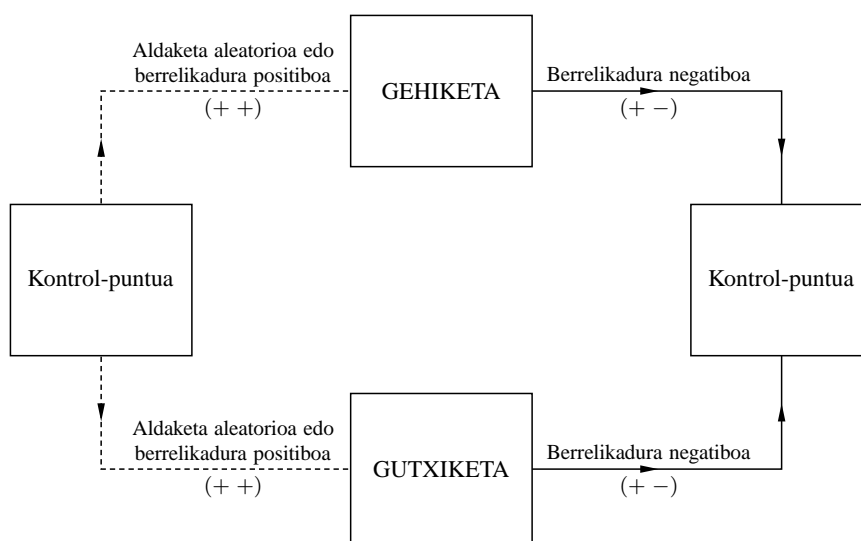 Aldaketa aleatorioa edo
berrelikadura positiboa
(+ +)
GEHIKETA
Berrelikadura negatiboa
(+ −)
Kontrol-puntua
Kontrol-puntua
Aldaketa aleatorioa edo
berrelikadura positiboa
(+ +)
GUTXIKETA
Berrelikadura negatiboa
(+ −)